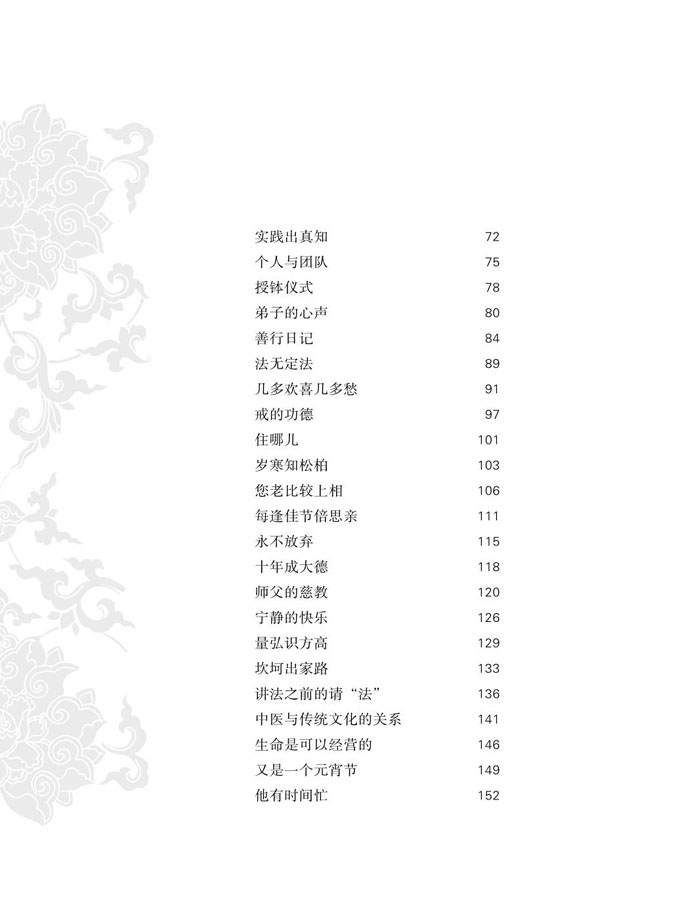 实践出真知 72
个人与团队 75
授钵仪式 78
弟子的心声 80
善行日记 84
法无定法 89
几多欢喜几多愁 91
戒的功德 97
住哪儿 101
岁寒知松柏 103
您老比较上相 106
每逢佳节倍思亲 111
永不放弃 115
十年成大德 118
师父的慈教 120
宁静的快乐 126
量弘识方高 129
坎坷出家路 133
讲法之前的请“法” 136
中医与传统文化的关系 141
生命是可以经营的 146
又是一个元宵节 149
他有时间忙 152